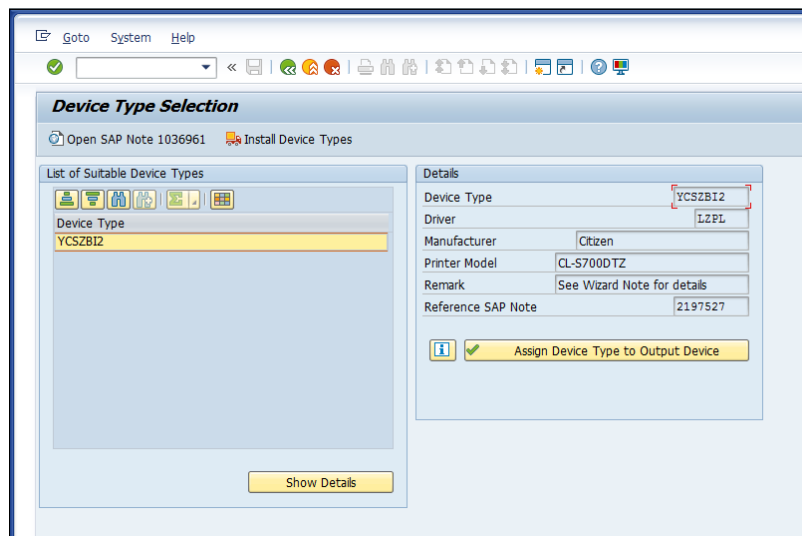 Goto System Help
Device Type Selection
Open SAP Note 1036961 Install Device Types
List of Suitable Device Types
Device Type
YCSZBI2
Show Details
Details
Device Type YCSZBI2
Driver LZPL
Manufacturer Citizen
Printer Model CL-S700DTZ
Remark See Wizard Note for details
Reference SAP Note 2197527
Assign Device Type to Output Device